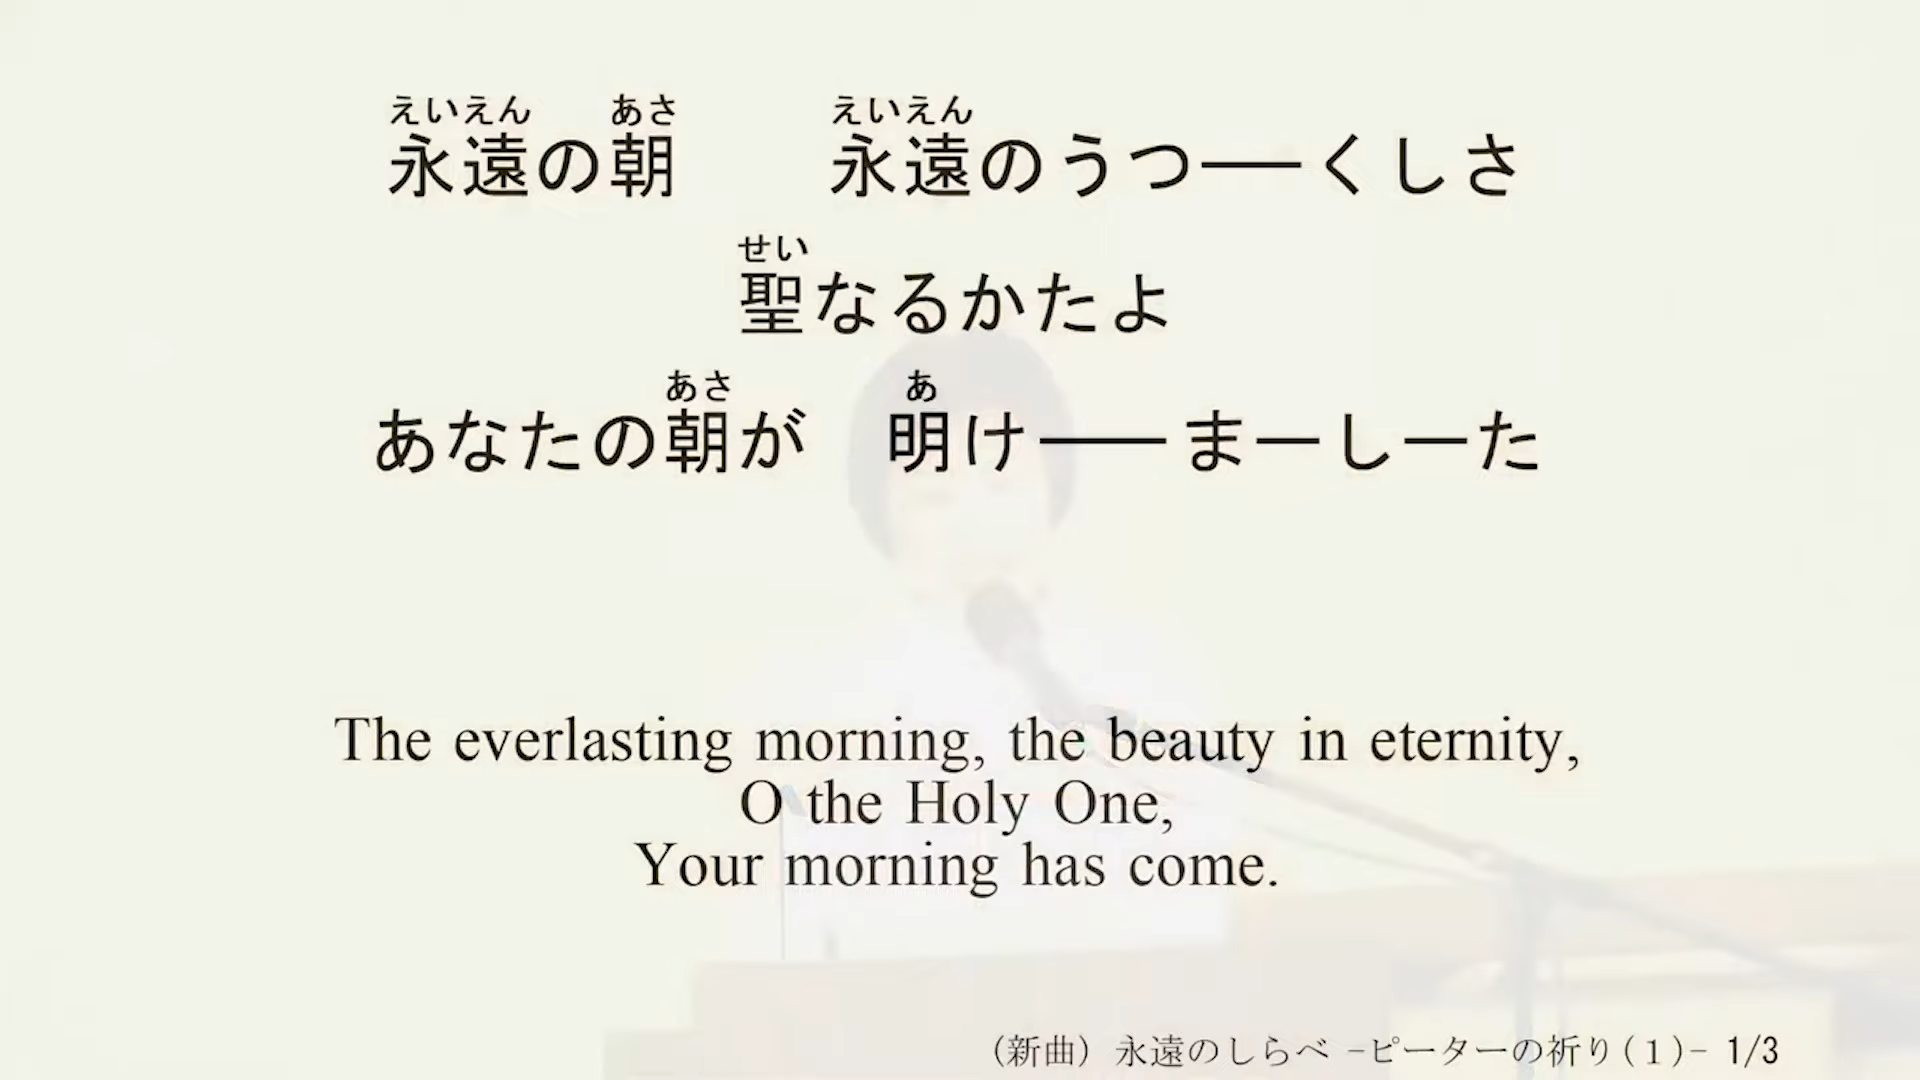 えいえん あさ えいえん
永遠の朝 永遠のうつ――くしさ
せい
聖なるかたよ
あさ あ
あなたの朝が 明け――まーしーた
The everlasting morning, the beauty in eternity,
O the Holy One,
Your morning has come.
(新曲) 永遠のしらべ −ピーターの祈り(１)− 1/3